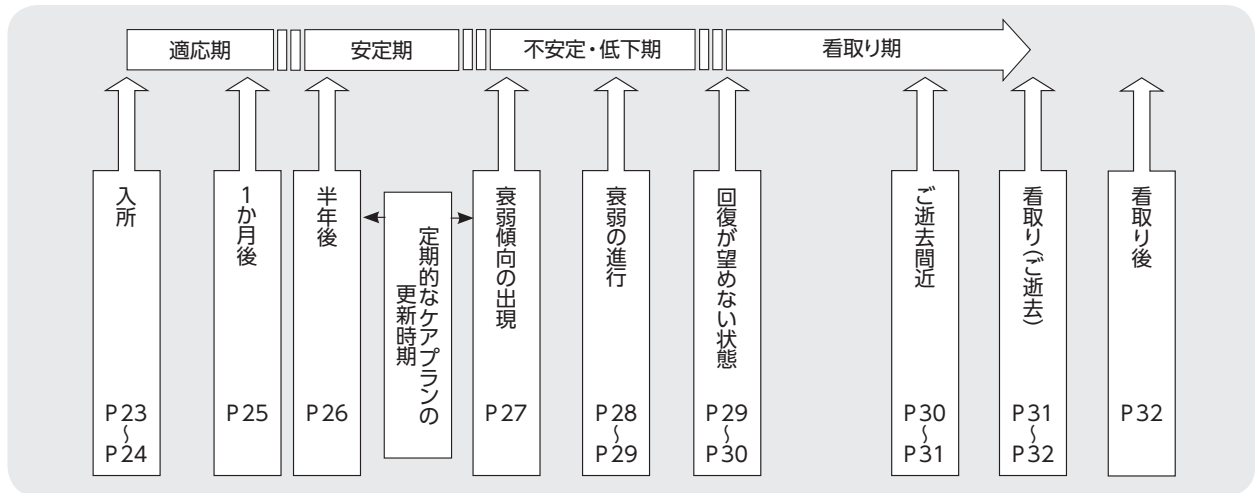 適応期
安定期
不安定・低下期
看取り期
入所
P23
〜
P24
1か月後
P25
半年後
P26
定期的なケアプランの
更新時期
衰弱傾向の出現
P27
衰弱の進行
P28
〜
P29
回復が望めない状態
P29
〜
P30
ご逝去間近
P30
〜
P31
看取り(ご逝去)
P31
〜
P32
看取り後
P32